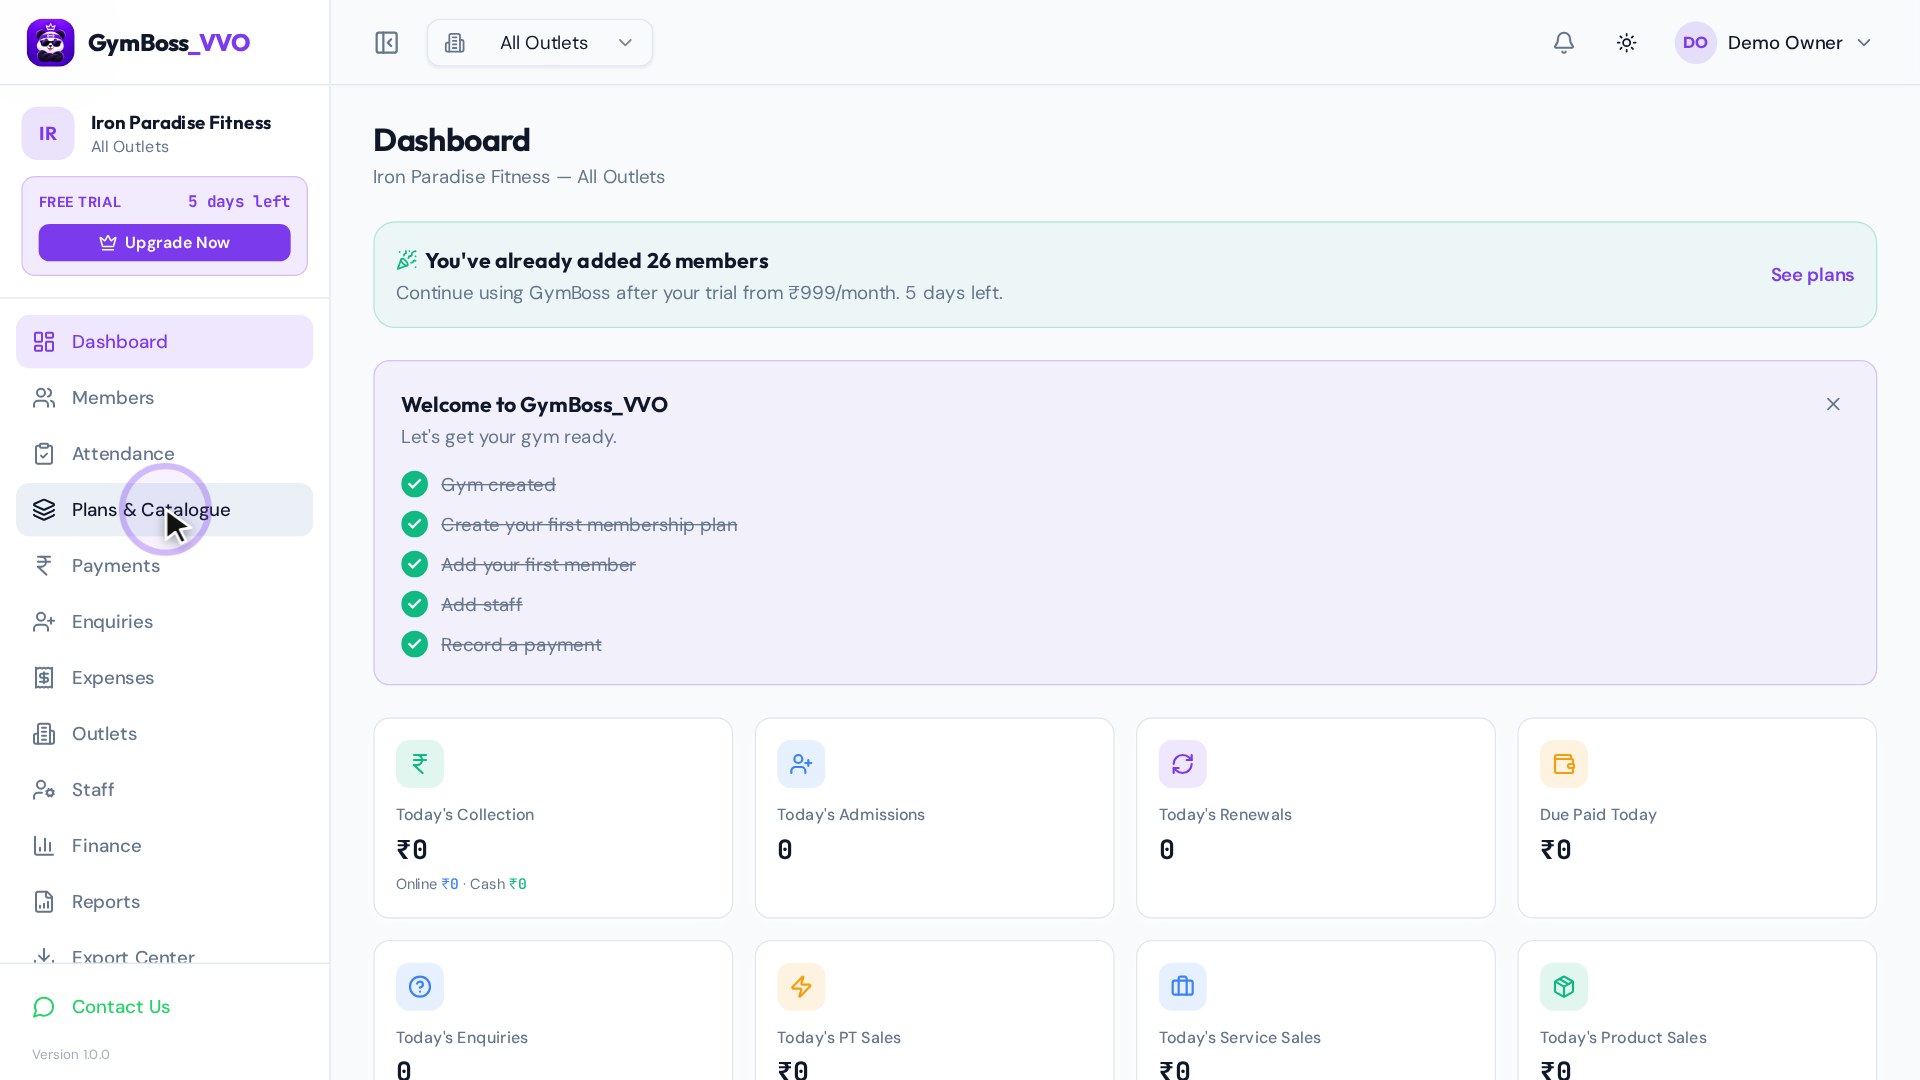 GymBoss_VVO
All Outlets
DO
Demo Owner
IR
Iron Paradise Fitness
All Outlets
FREE TRIAL
5 days left
Upgrade Now
Dashboard
Members
Attendance
Plans & Catalogue
Payments
Enquiries
Expenses
Outlets
Staff
Finance
Reports
Export Center
Contact Us
Version 1.0.0
Dashboard
Iron Paradise Fitness — All Outlets
You've already added 26 members
Continue using GymBoss after your trial from ₹999/month. 5 days left.
See plans
Welcome to GymBoss_VVO
Let's get your gym ready.
Gym created
Create your first membership plan
Add your first member
Add staff
Record a payment
Today's Collection
₹0
Online ₹0 · Cash ₹0
Today's Admissions
0
Today's Renewals
0
Due Paid Today
₹0
Today's Enquiries
0
Today's PT Sales
₹0
Today's Service Sales
₹0
Today's Product Sales
₹0